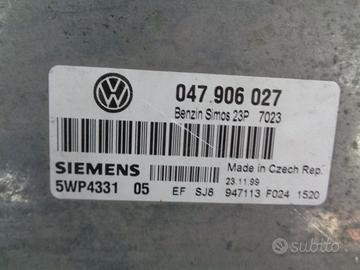 047 906 027
Benzin Simos 23P 7023
SIEMENS
Made in Czech Rep.
23.11.99
5WP4331 05 EF SJ8 947113 F024 1520
subito